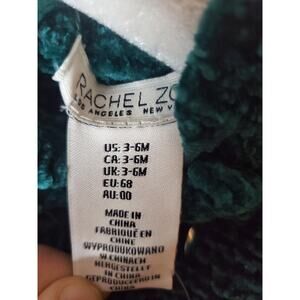 RACHEL ZO
LOS ANGELES NEW Y
US: 3-6M
CA: 3-6M
UK: 3-6M
EU: 68
AU: 00
MADE IN
CHINA
FABRIQUÉ EN
CHINE
WYPRODUKOWANO
W CHINACH
HERGESTELLT
IN CHINA
GEPRODUCEERD
IN CHINA